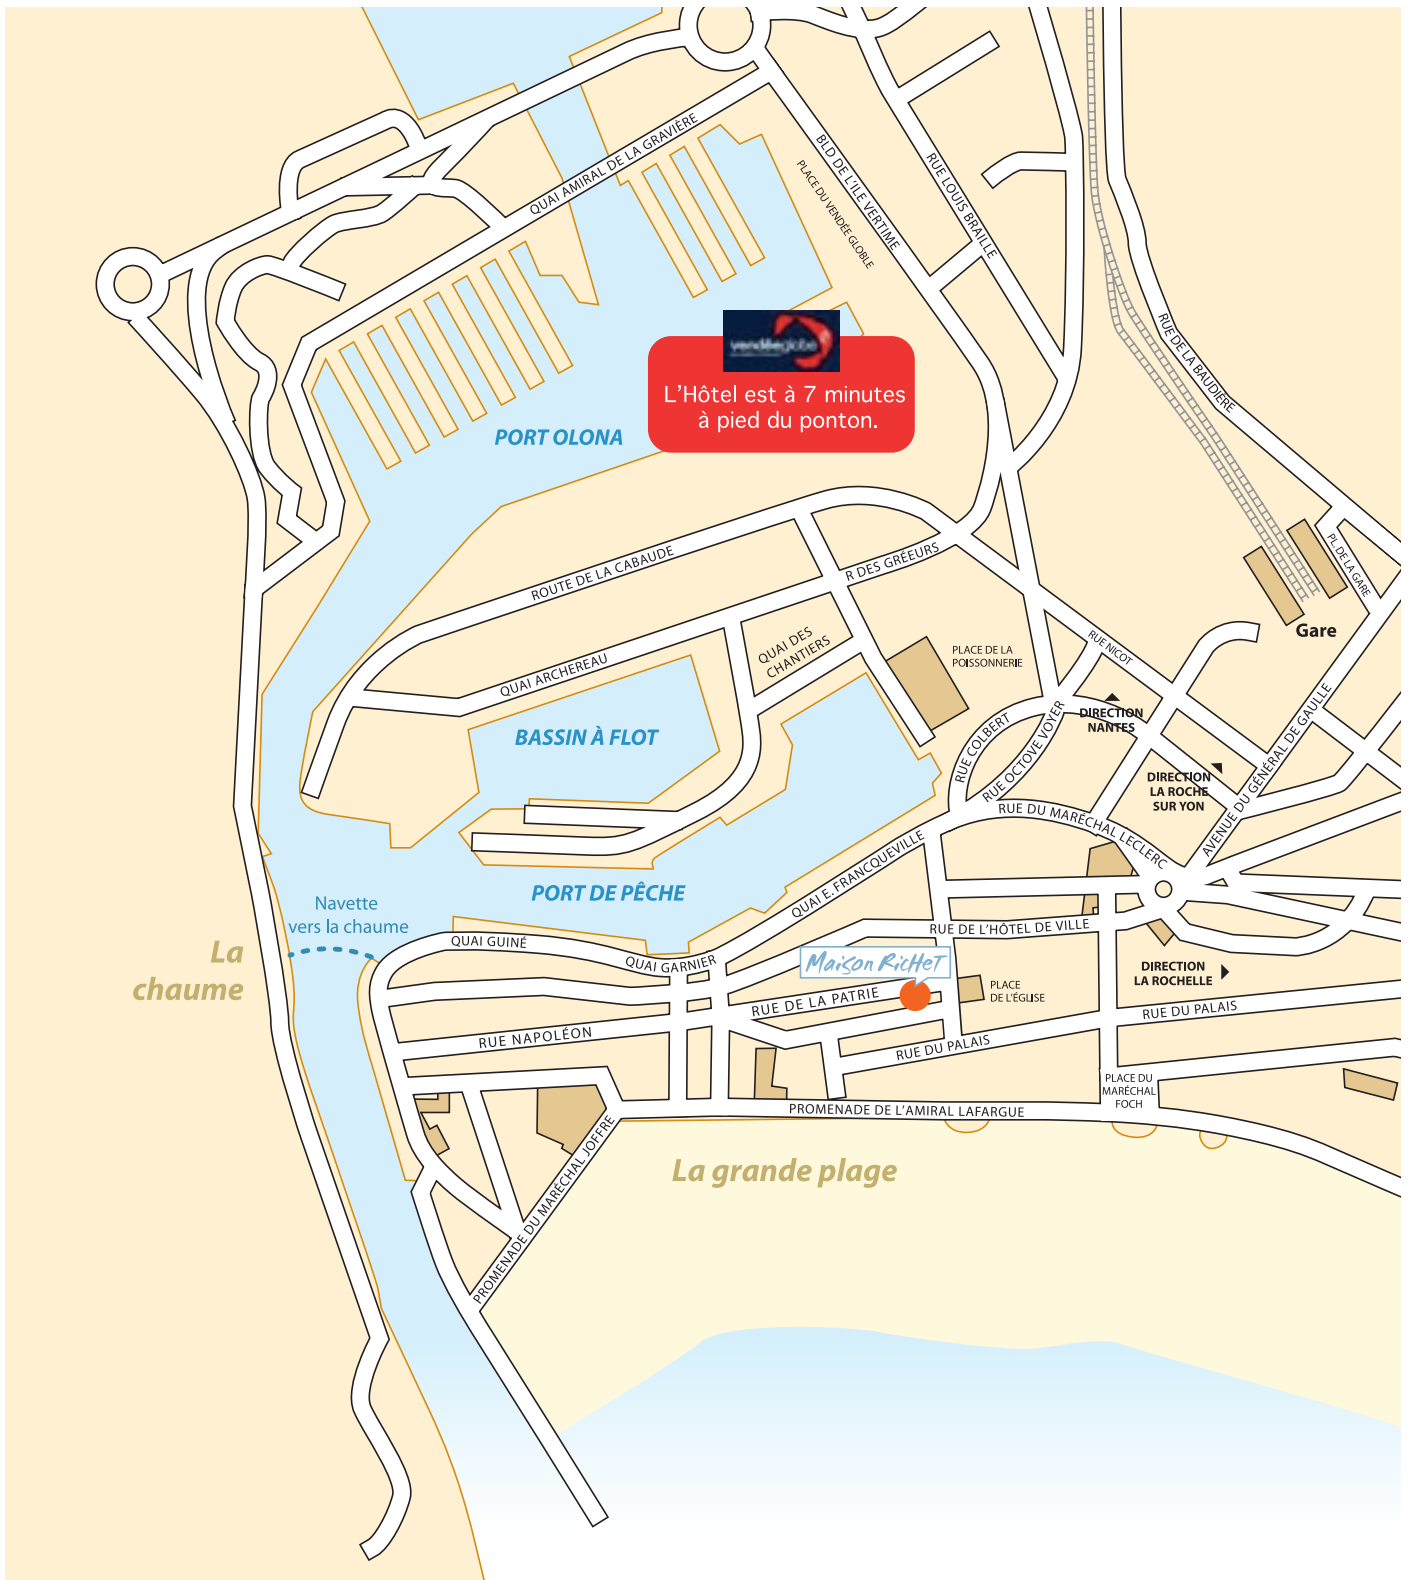 QUAI AMIRAL DE LA GRAVIÈRE
BLD DE L'ILE VERTIME
PLACE DU VENDÉE GLOBLE
RUE LOUIS BRAILLE
RUE DE LA BAUDIÈRE
vendéeglobe
L'Hôtel est à 7 minutes
à pied du ponton.
PORT OLONA
ROUTE DE LA CABAUDE
R DES GRÉEURS
PL. DE LA GARE
Gare
QUAI DES
CHANTIERS
PLACE DE LA
POISSONNERIE
RUE NICOT
QUAI ARCHEREAU
BASSIN À FLOT
RUE COLBERT
RUE OCTOVE VOYER
DIRECTION
NANTES
DIRECTION
LA ROCHE
SUR YON
AVENUE DU GÉNÉRAL DE GAULLE
RUE DU MARÉCHAL LECLERC
QUAI E. FRANCQUEVILLE
PORT DE PÊCHE
Navette
vers la chaume
La
chaume
QUAI GUINÉ
QUAI GARNIER
RUE DE L'HÔTEL DE VILLE
Maison RicHeT
DIRECTION
LA ROCHELLE
PLACE
DE L'ÉGLISE
RUE DE LA PATRIE
RUE DU PALAIS
RUE NAPOLÉON
RUE DU PALAIS
PLACE DU
MARÉCHAL
FOCH
PROMENADE DE L'AMIRAL LAFARGUE
PROMENADE DU MARÉCHAL JOFFRE
La grande plage